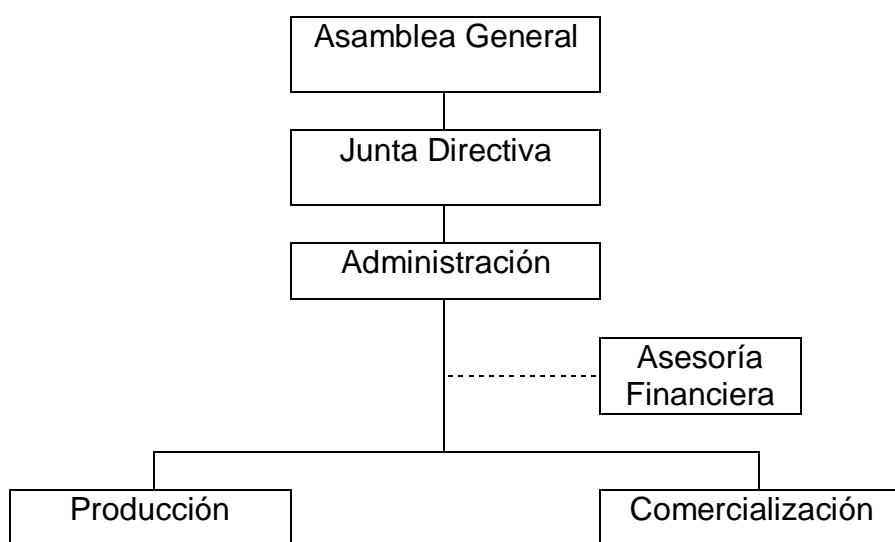 Asamblea General
Junta Directiva
Administración
Asesoría
Financiera
Producción
Comercialización